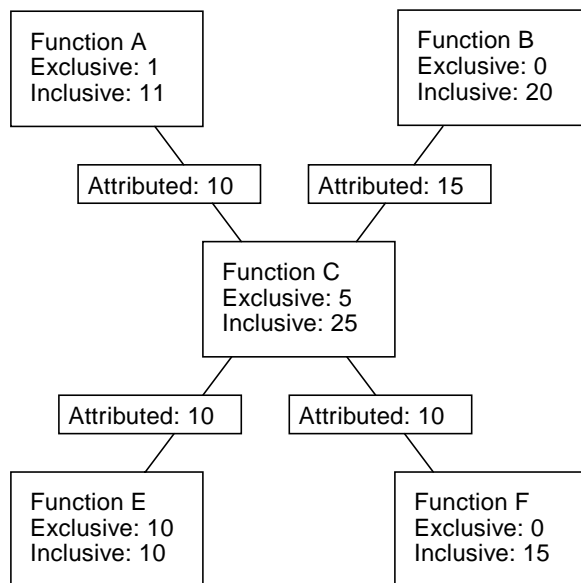 Function A
Exclusive: 1
Inclusive: 11
Function B
Exclusive: 0
Inclusive: 20
Attributed: 10
Attributed: 15
Function C
Exclusive: 5
Inclusive: 25
Attributed: 10
Attributed: 10
Function E
Exclusive: 10
Inclusive: 10
Function F
Exclusive: 0
Inclusive: 15